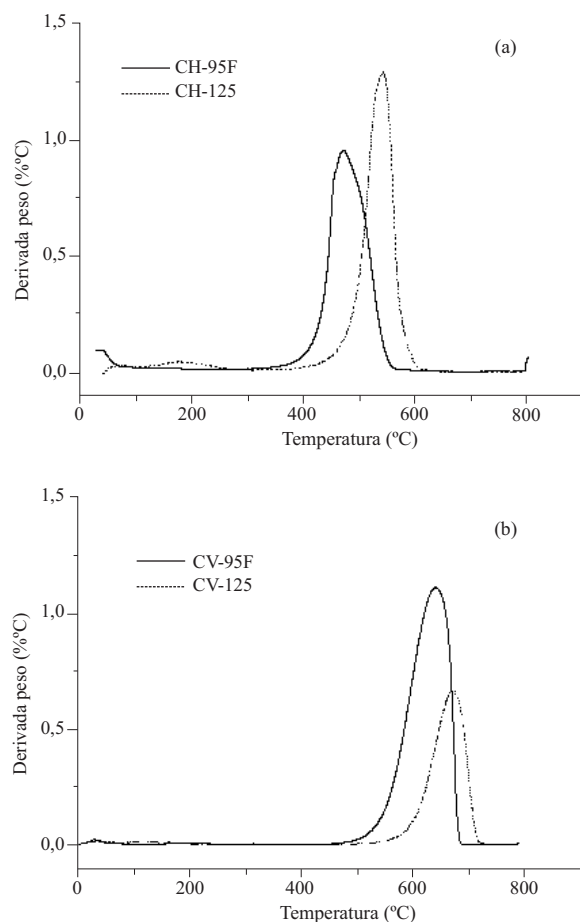 1,5
(a)
CH-95F
CH-125
1,0
Derivada peso (%ºC)
0,5
0,0
0
200
400
600
800
Temperatura (ºC)
1,5
(b)
CV-95F
CV-125
1,0
Derivada peso (%ºC)
0,5
0,0
0
200
400
600
800
Temperatura (ºC)